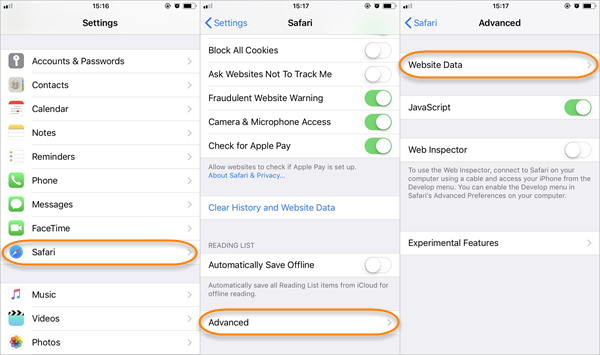 15:16
Settings
Accounts & Passwords
Contacts
Calendar
Notes
Reminders
Phone
Messages
FaceTime
Safari
Music
Videos
Photos
15:17
Settings
Safari
Block All Cookies
Ask Websites Not To Track Me
Fraudulent Website Warning
Camera & Microphone Access
Check for Apple Pay
Allow websites to check if Apple Pay is set up.
About Safari & Privacy...
Clear History and Website Data
READING LIST
Automatically Save Offline
Automatically save all Reading List items from iCloud for
offline reading.
Advanced
15:17
Safari
Advanced
Website Data
JavaScript
Web Inspector
To use the Web Inspector, connect to Safari on your
computer using a cable and access your iPhone from the
Develop menu. You can enable the Develop menu in
Safari's Advanced Preferences on your computer.
Experimental Features